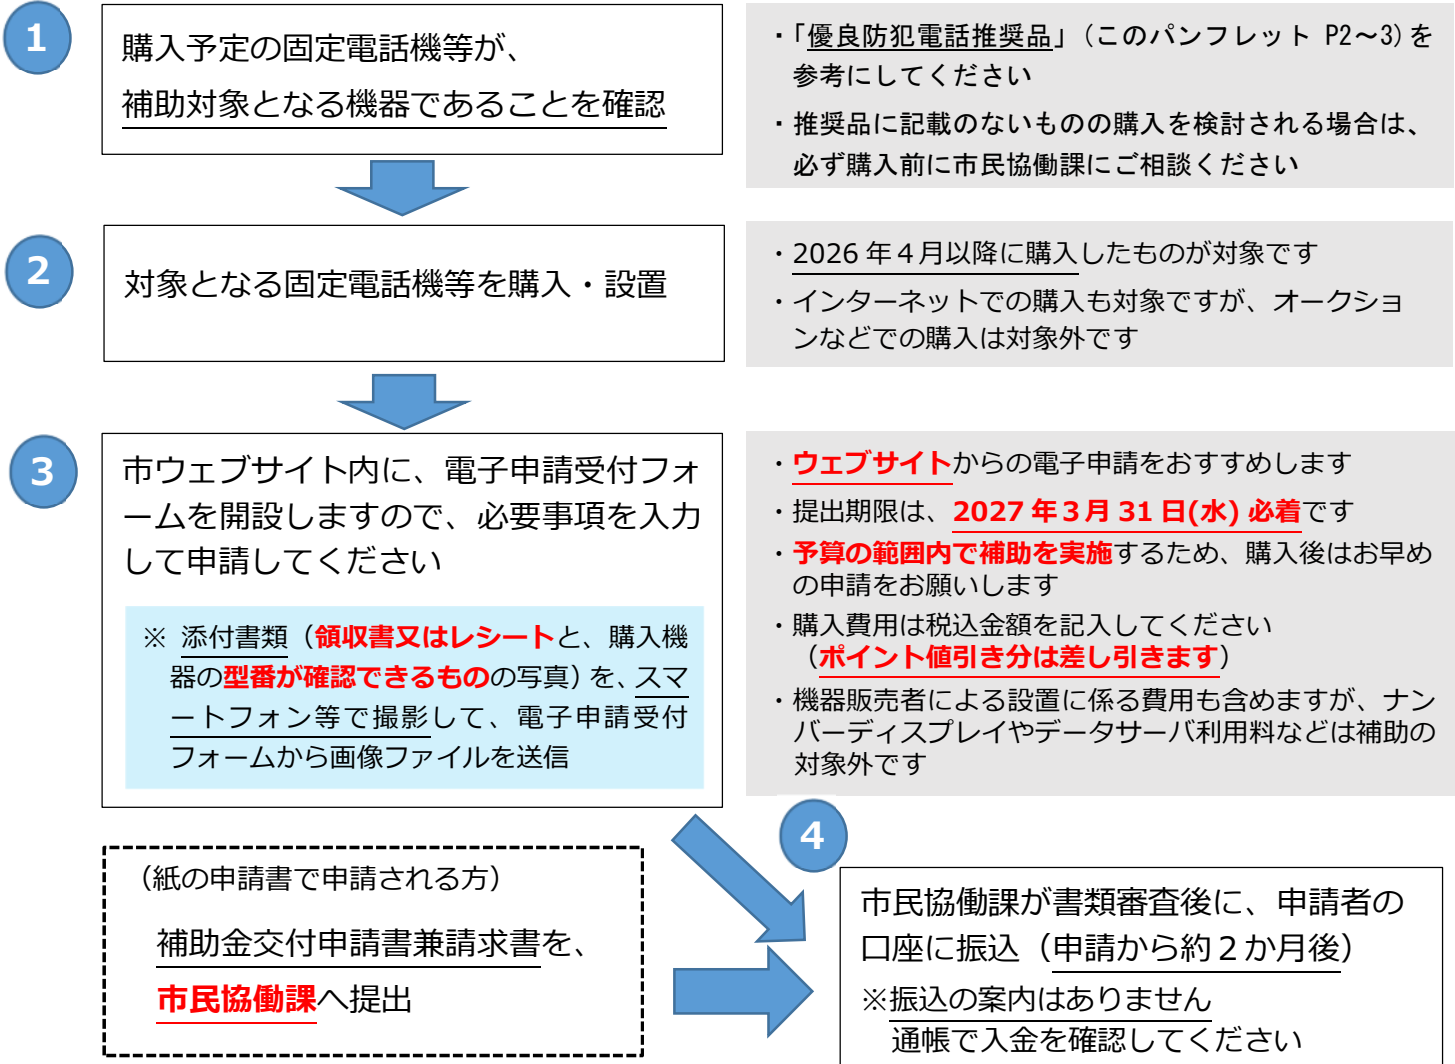 1
購入予定の固定電話機等が、
補助対象となる機器であることを確認
・「優良防犯電話推奨品」（このパンフレット P2～3）を
参考にしてください
・推奨品に記載のないものの購入を検討される場合は、
必ず購入前に市民協働課にご相談ください
2
対象となる固定電話機等を購入・設置
・2026 年４月以降に購入したものが対象です
・インターネットでの購入も対象ですが、オークショ
ンなどでの購入は対象外です
3
市ウェブサイト内に、電子申請受付フォ
ームを開設しますので、必要事項を入力
して申請してください
※ 添付書類（領収書又はレシートと、購入機
器の型番が確認できるものの写真）を、スマ
ートフォン等で撮影して、電子申請受付
フォームから画像ファイルを送信
・ウェブサイトからの電子申請をおすすめします
・提出期限は、2027 年３月 31 日(水) 必着です
・予算の範囲内で補助を実施するため、購入後はお早め
の申請をお願いします
・購入費用は税込金額を記入してください
（ポイント値引き分は差し引きます）
・機器販売者による設置に係る費用も含めますが、ナン
バーディスプレイやデータサーバ利用料などは補助の
対象外です
（紙の申請書で申請される方）
補助金交付申請書兼請求書を、
市民協働課へ提出
4
市民協働課が書類審査後に、申請者の
口座に振込（申請から約２か月後）
※振込の案内はありません
通帳で入金を確認してください